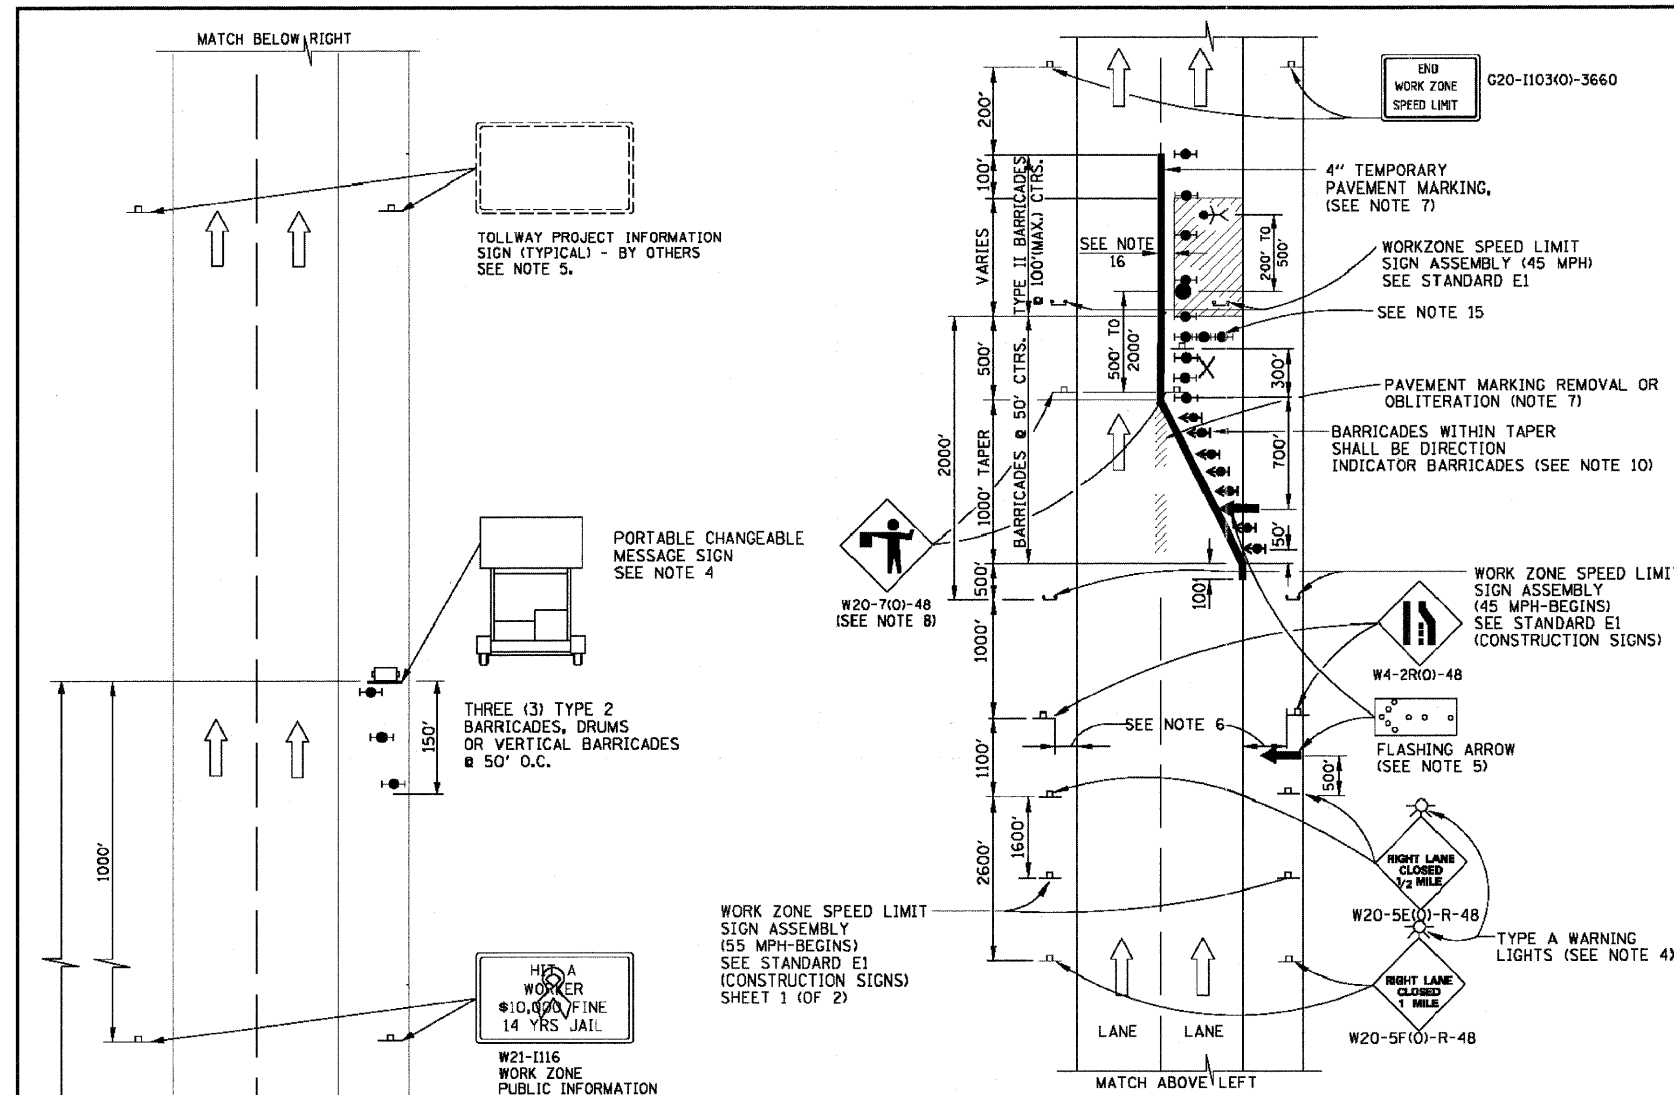 MATCH BELOW RIGHT
TOLLWAY PROJECT INFORMATION
SIGN (TYPICAL) - BY OTHERS
SEE NOTE 5.
PORTABLE CHANGEABLE
MESSAGE SIGN
SEE NOTE 4
THREE (3) TYPE 2
BARRICADES, DRUMS
OR VERTICAL BARRICADES
@ 50' O.C.
150'
1000'
HIT A
WORKER
$10,000 FINE
14 YRS JAIL
W21-I116
WORK ZONE
PUBLIC INFORMATION
END
WORK ZONE
SPEED LIMIT
G20-I103(O)-3660
200'
100'
VARIES
TYPE II BARRICADES
@ 100'(MAX.) CTRS.
4" TEMPORARY
PAVEMENT MARKING,
(SEE NOTE 7)
SEE NOTE
16
200' TO
500'
WORKZONE SPEED LIMIT
SIGN ASSEMBLY (45 MPH)
SEE STANDARD E1
SEE NOTE 15
500'
2000'
500' TO
2000'
300'
BARRICADES @ 50' CTRS.
PAVEMENT MARKING REMOVAL OR
OBLITERATION (NOTE 7)
BARRICADES WITHIN TAPER
SHALL BE DIRECTION
INDICATOR BARRICADES (SEE NOTE 10)
1000' TAPER
700'
50'
W20-7(O)-48
(SEE NOTE 8)
500'
100'
WORK ZONE SPEED LIMIT
SIGN ASSEMBLY
(45 MPH-BEGINS)
SEE STANDARD E1
(CONSTRUCTION SIGNS)
1000'
W4-2R(O)-48
SEE NOTE 6
1100'
FLASHING ARROW
(SEE NOTE 5)
500'
1600'
2600'
RIGHT LANE
CLOSED
1/2 MILE
W20-5E(O)-R-48
WORK ZONE SPEED LIMIT
SIGN ASSEMBLY
(55 MPH-BEGINS)
SEE STANDARD E1
(CONSTRUCTION SIGNS)
SHEET 1 (OF 2)
TYPE A WARNING
LIGHTS (SEE NOTE 4)
RIGHT LANE
CLOSED
1 MILE
W20-5F(O)-R-48
LANE LANE
MATCH ABOVE LEFT